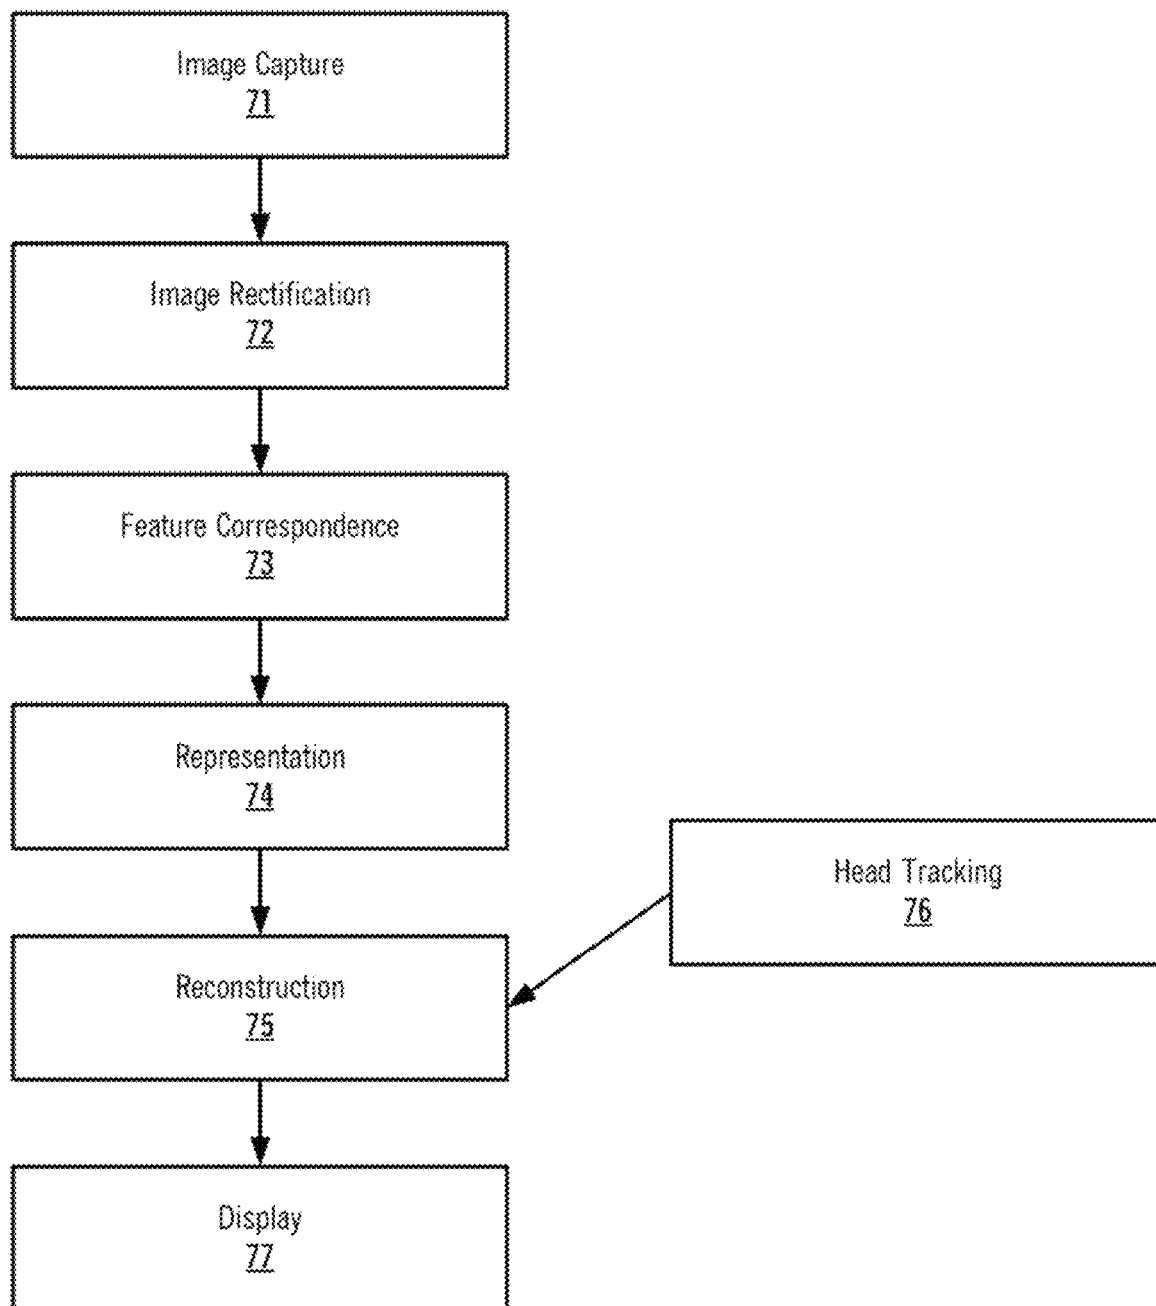 Image Capture
71
Image Rectification
72
Feature Correspondence
73
Representation
74
Head Tracking
76
Reconstruction
75
Display
77